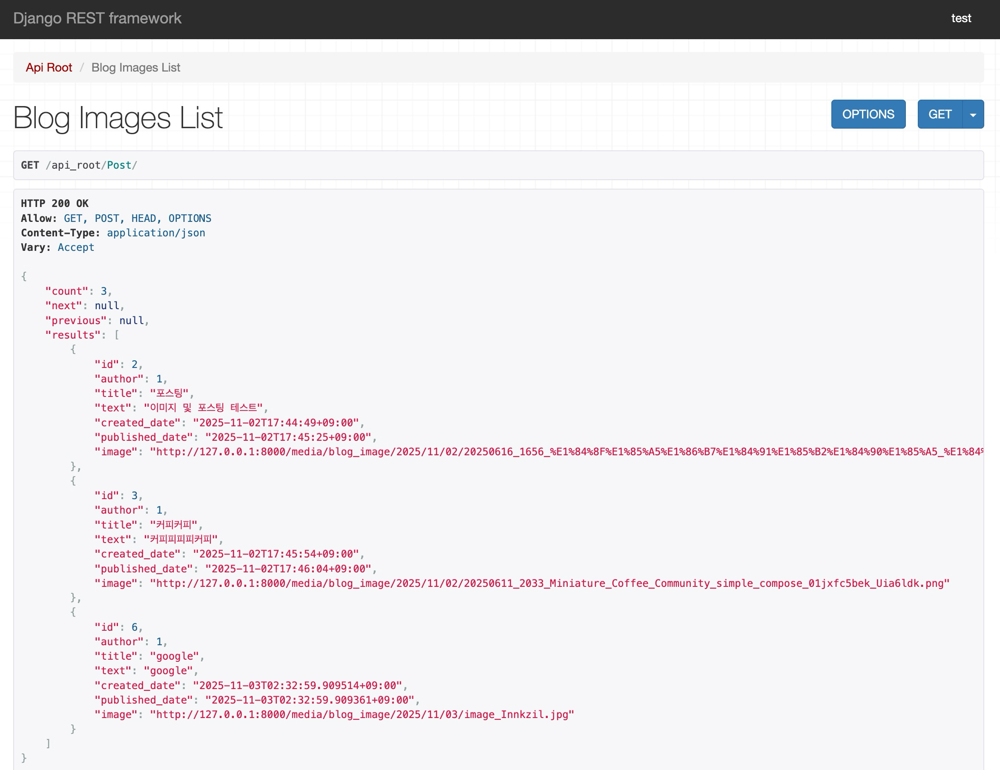 Django REST framework
test
Api Root / Blog Images List
Blog Images List
OPTIONS
GET
GET /api_root/Post/
HTTP 200 OK
Allow: GET, POST, HEAD, OPTIONS
Content-Type: application/json
Vary: Accept
{
    "count": 3,
    "next": null,
    "previous": null,
    "results": [
        {
            "id": 2,
            "author": 1,
            "title": "포스팅",
            "text": "이미지 및 포스팅 테스트",
            "created_date": "2025-11-02T17:44:49+09:00",
            "published_date": "2025-11-02T17:45:25+09:00",
            "image": "http://127.0.0.1:8000/media/blog_image/2025/11/02/20250616_1656_%E1%84%8F%E1%85%A5%E1%86%B7%E1%84%91%E1%85%B2%E1%84%90%E1%85%A5_%E1%84%
        },
        {
            "id": 3,
            "author": 1,
            "title": "커피커피",
            "text": "커피피피피커피",
            "created_date": "2025-11-02T17:45:54+09:00",
            "published_date": "2025-11-02T17:46:04+09:00",
            "image": "http://127.0.0.1:8000/media/blog_image/2025/11/02/20250611_2033_Miniature_Coffee_Community_simple_compose_01jxfc5bek_Uia6ldk.png"
        },
        {
            "id": 6,
            "author": 1,
            "title": "google",
            "text": "google",
            "created_date": "2025-11-03T02:32:59.909514+09:00",
            "published_date": "2025-11-03T02:32:59.909361+09:00",
            "image": "http://127.0.0.1:8000/media/blog_image/2025/11/03/image_Innkzil.jpg"
        }
    ]
}